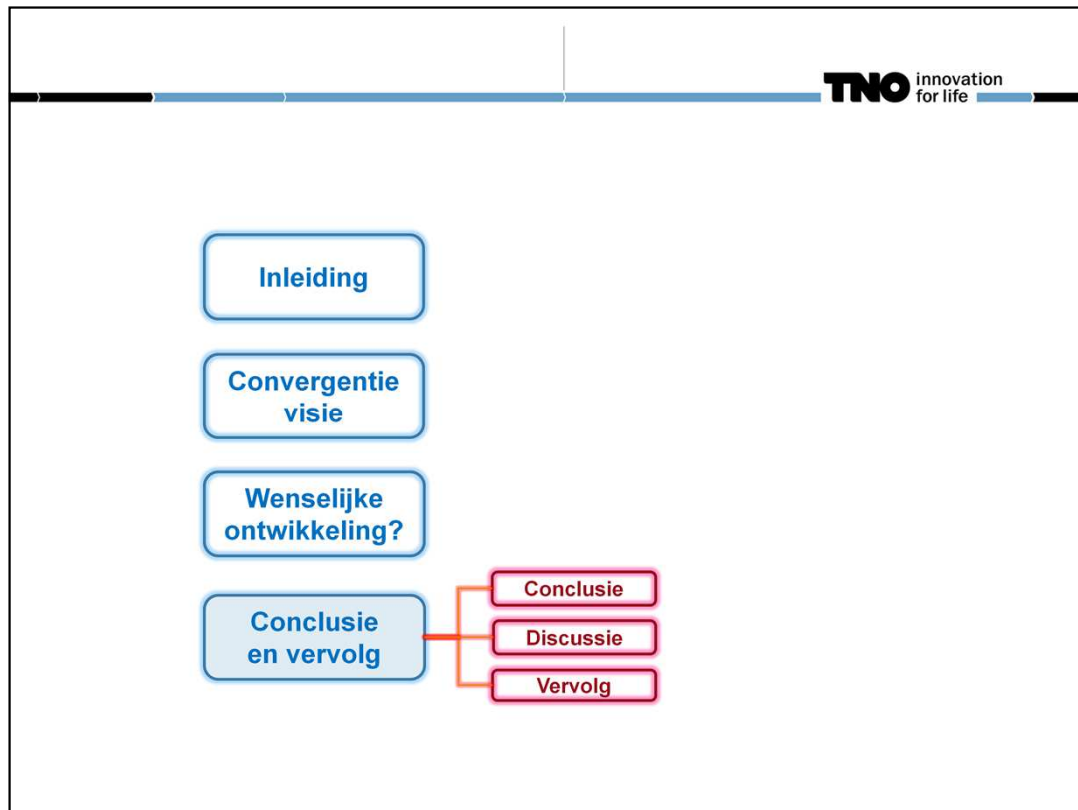 TNO innovation
for life
Inleiding
Convergentie
visie
Wenselijke
ontwikkeling?
Conclusie
en vervolg
Conclusie
Discussie
Vervolg